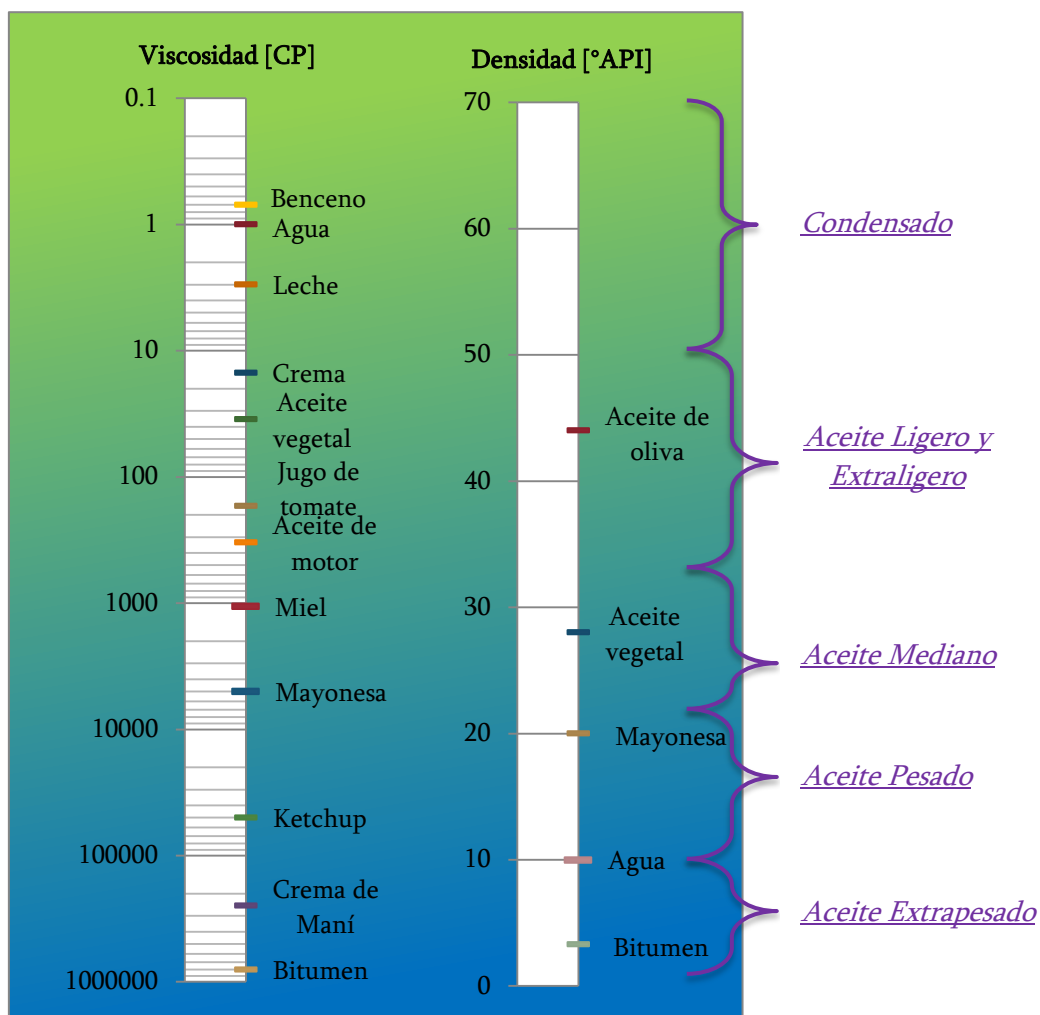 Viscosidad [CP]
0.1
1
10
100
1000
10000
100000
1000000
Benceno
Agua
Leche
Crema
Aceite
vegetal
Jugo de
tomate
Aceite de
motor
Miel
Mayonesa
Ketchup
Crema de
Maní
Bitumen
Densidad [°API]
70
60
50
40
30
20
10
0
Aceite de
oliva
Aceite
vegetal
Mayonesa
Agua
Bitumen
Condensado
Aceite Ligero y
Extraligero
Aceite Mediano
Aceite Pesado
Aceite Extrapesado